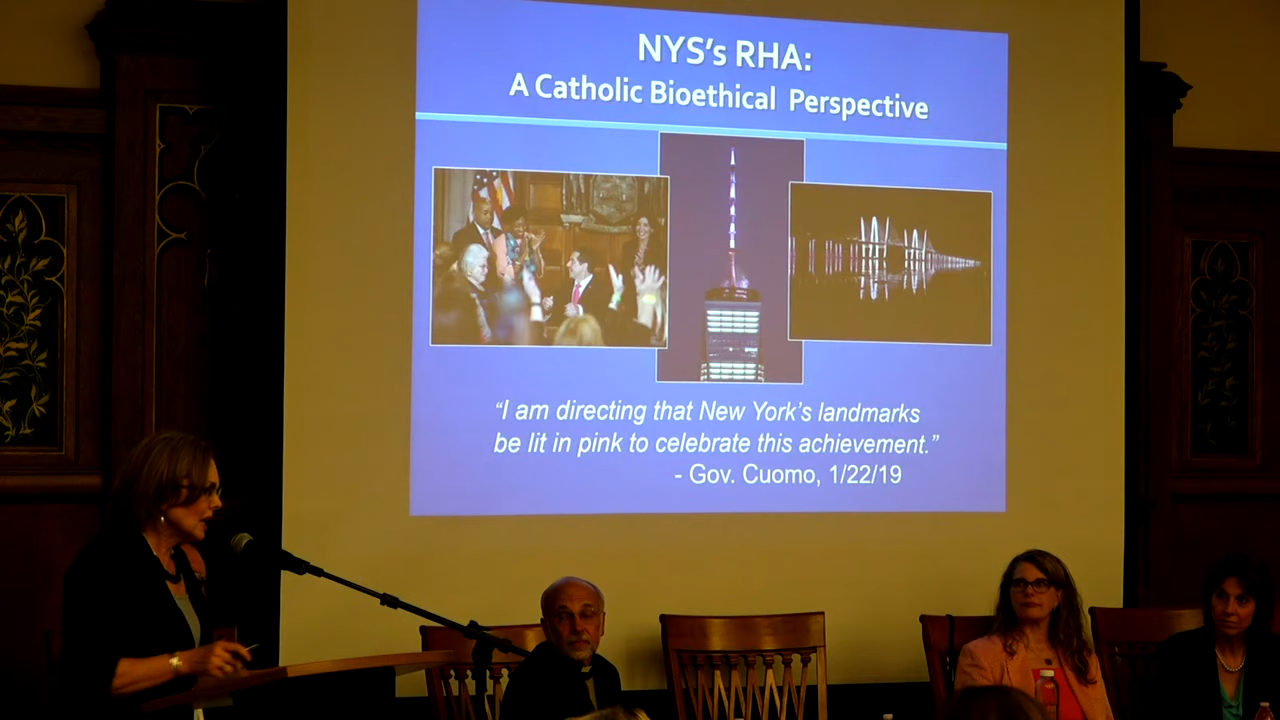 NYS's RHA:
A Catholic Bioethical Perspective
“I am directing that New York's landmarks
be lit in pink to celebrate this achievement.”
- Gov. Cuomo, 1/22/19